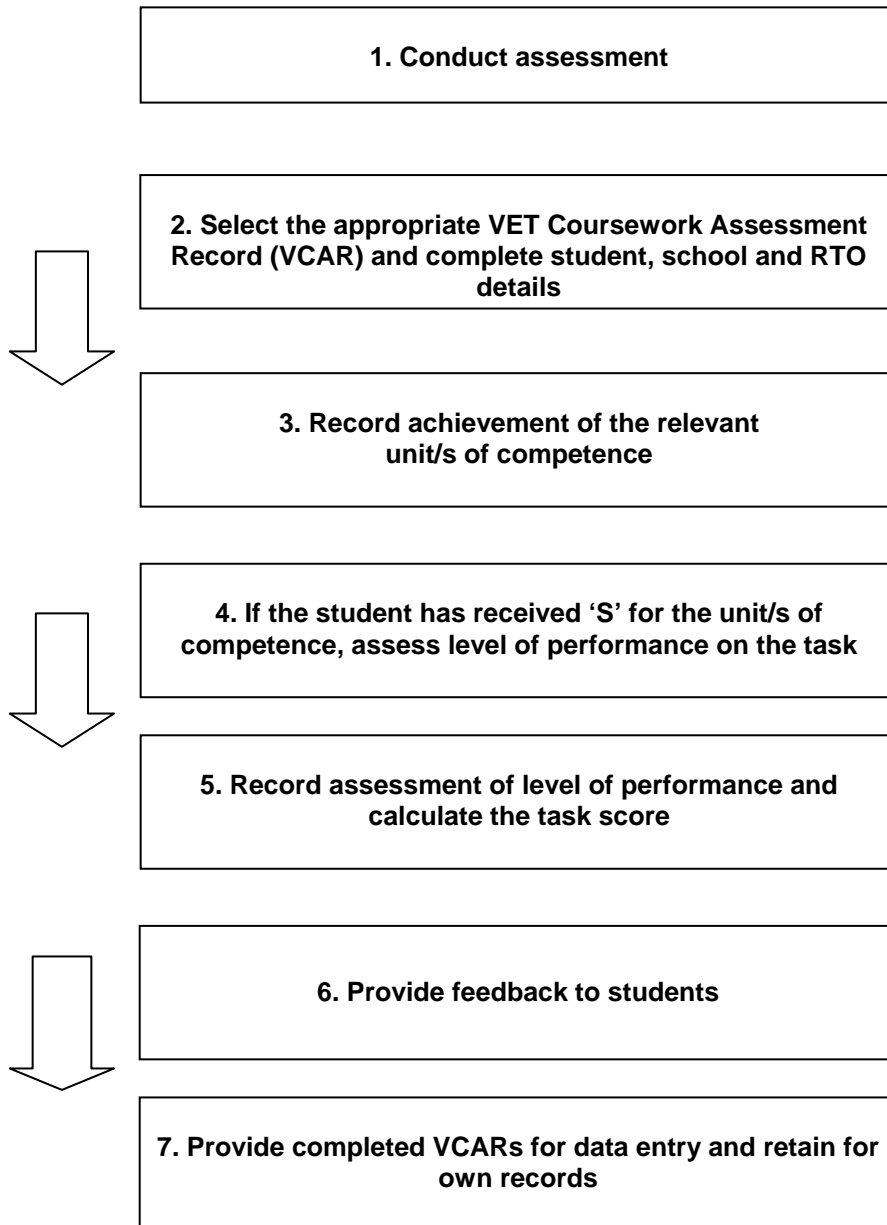 1. Conduct assessment
2. Select the appropriate VET Coursework Assessment
Record (VCAR) and complete student, school and RTO
details
3. Record achievement of the relevant
unit/s of competence
4. If the student has received ‘S’ for the unit/s of
competence, assess level of performance on the task
5. Record assessment of level of performance and
calculate the task score
6. Provide feedback to students
7. Provide completed VCARs for data entry and retain for
own records